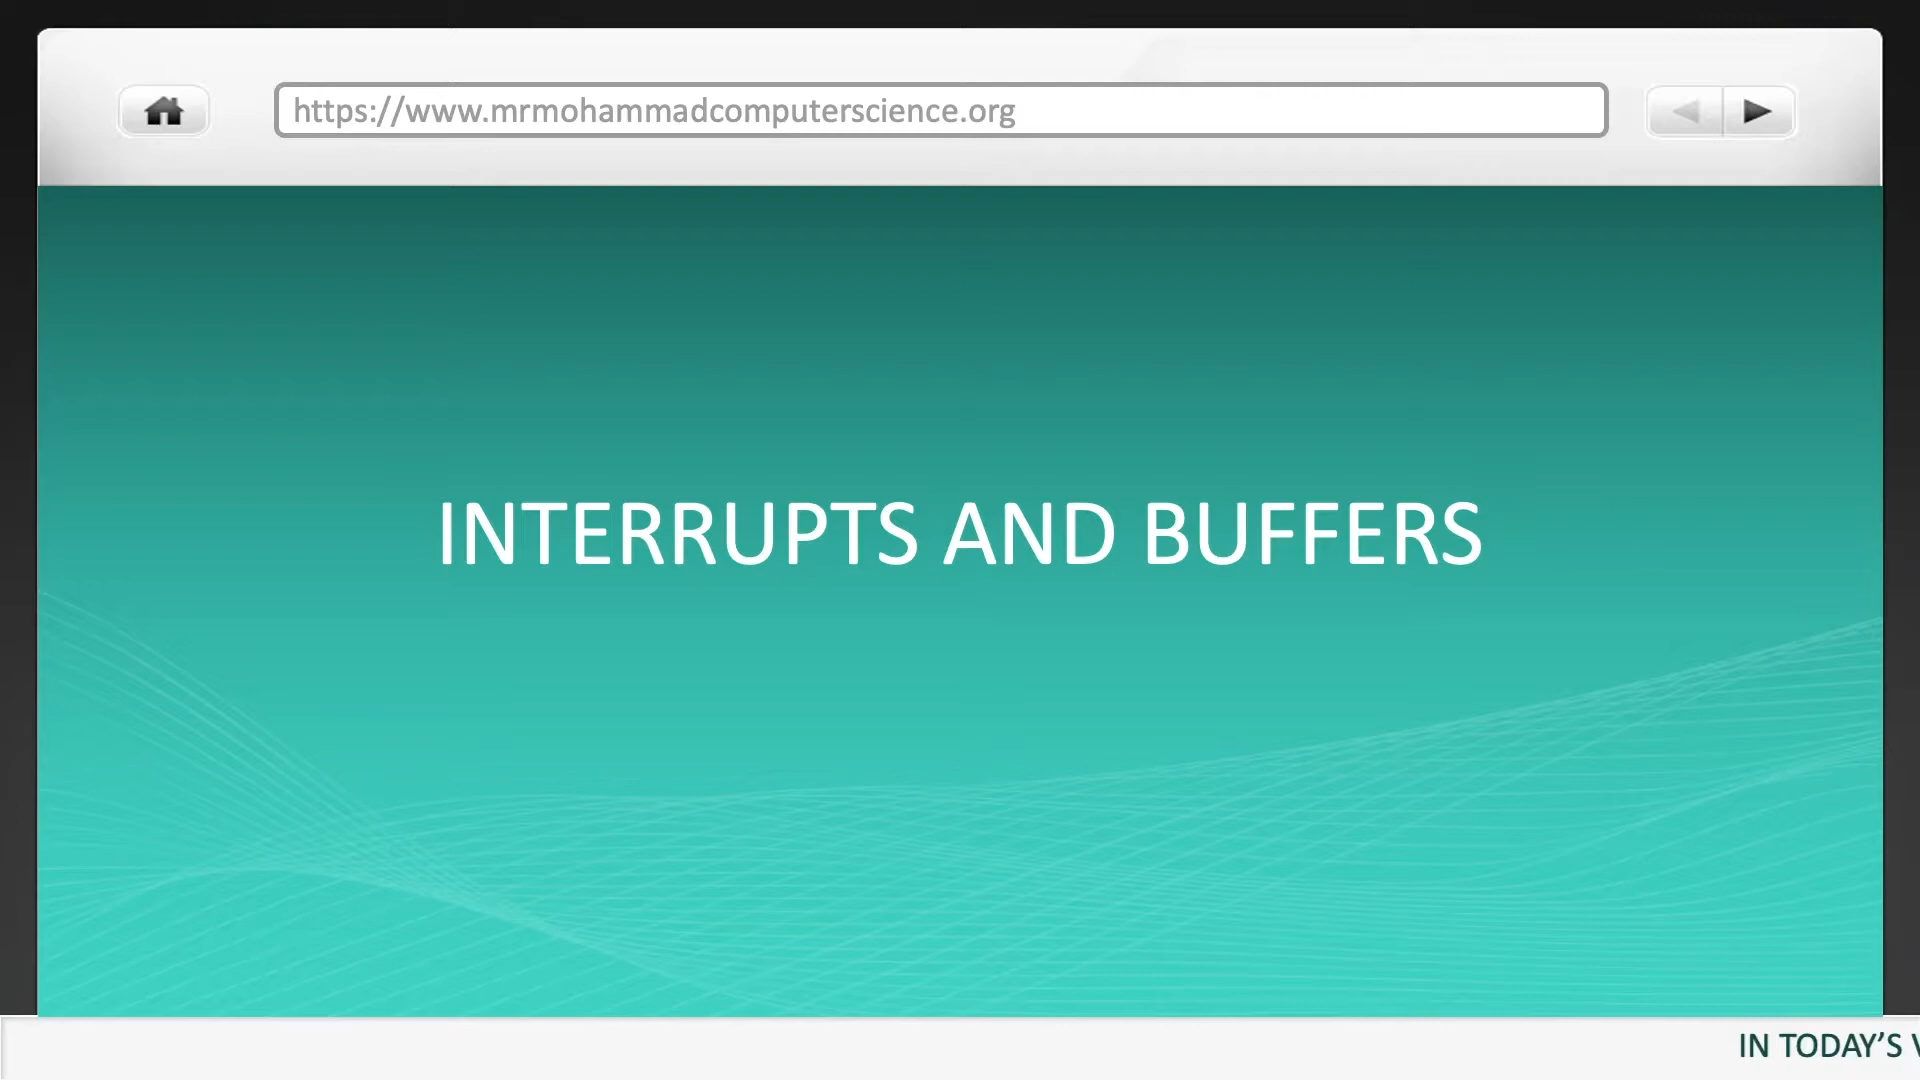 https://www.mrmohammadcomputerscience.org
INTERRUPTS AND BUFFERS
IN TODAY’S